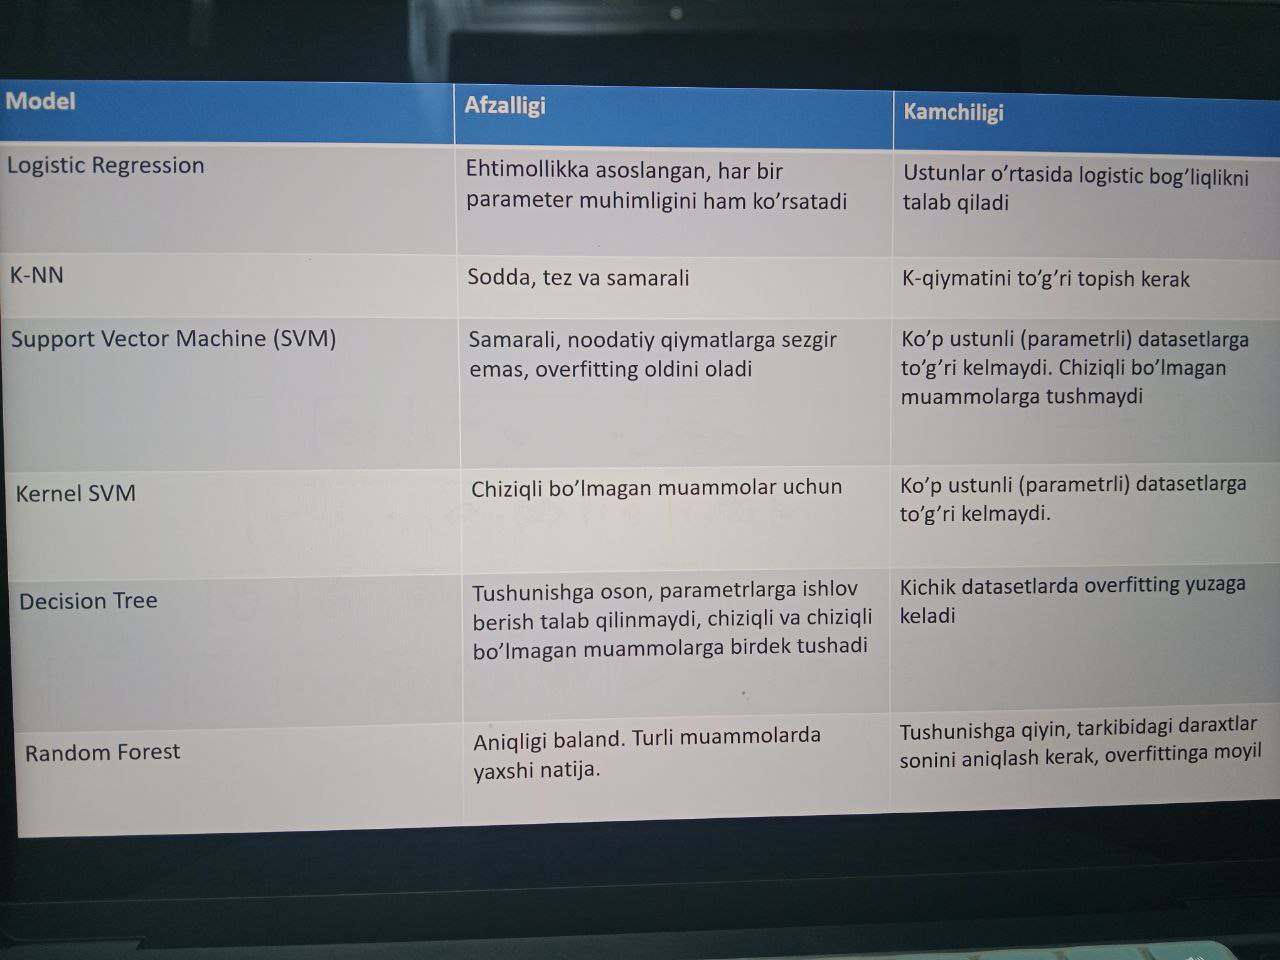 Model
Afzalligi
Kamchiligi
Logistic Regression
Ehtimollikka asoslangan, har bir
parameter muhimligini ham ko’rsatadi
Ustunlar o’rtasida logistic bog’liqlikni
talab qiladi
K-NN
Sodda, tez va samarali
K-qiymatini to’g’ri topish kerak
Support Vector Machine (SVM)
Samarali, noodatiy qiymatlarga sezgir
emas, overfitting oldini oladi
Ko’p ustunli (parametrli) datasetlarga
to’g’ri kelmaydi. Chiziqli bo’lmagan
muammolarga tushmaydi
Kernel SVM
Chiziqli bo’lmagan muammolar uchun
Ko’p ustunli (parametrli) datasetlarga
to’g’ri kelmaydi.
Decision Tree
Tushunishga oson, parametrlarga ishlov
berish talab qilinmaydi, chiziqli va chiziqli
bo’lmagan muammolarga birdek tushadi
Kichik datasetlarda overfitting yuzaga
keladi
Random Forest
Aniqligi baland. Turli muammolarda
yaxshi natija.
Tushunishga qiyin, tarkibidagi daraxtlar
sonini aniqlash kerak, overfittinga moyil